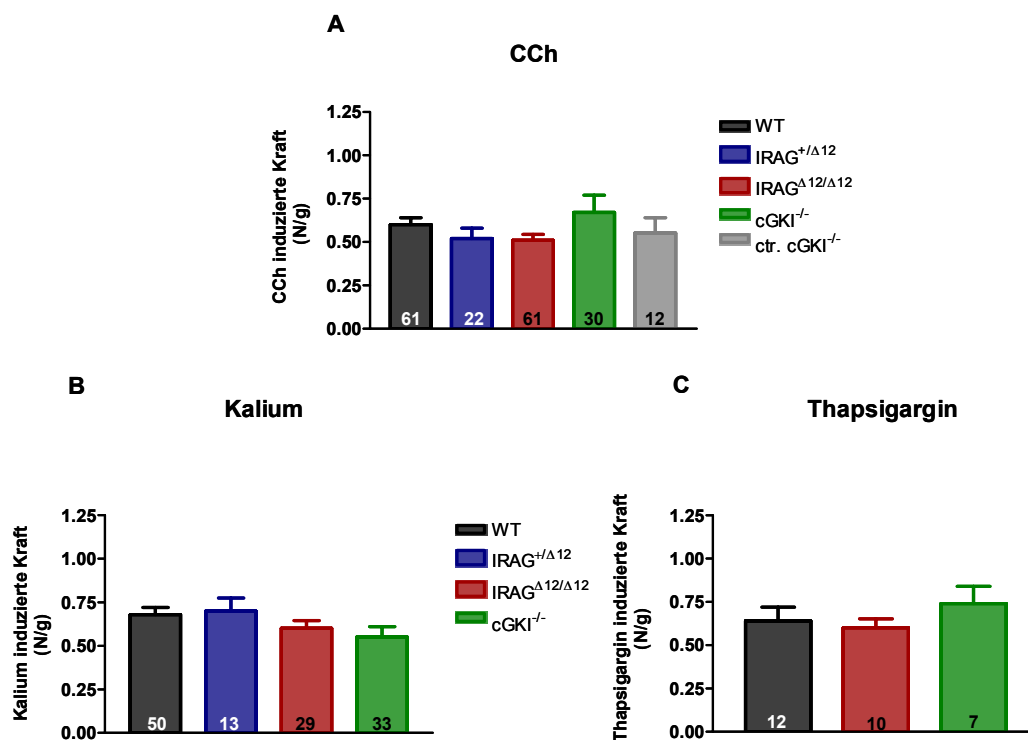 A
CCh
CCh induzierte Kraft
(N/g)
1.25
1.00
0.75
0.50
0.25
0.00
61
22
61
30
12
WT
IRAG+/Δ12
IRAGΔ12/Δ12
cGKI-/-
ctr. cGKI-/-
B
Kalium
Kalium induzierte Kraft
(N/g)
1.25
1.00
0.75
0.50
0.25
0.00
50
13
29
33
WT
IRAG+/Δ12
IRAGΔ12/Δ12
cGKI-/-
C
Thapsigargin
Thapsigargin induzierte Kraft
(N/g)
1.25
1.00
0.75
0.50
0.25
0.00
12
10
7